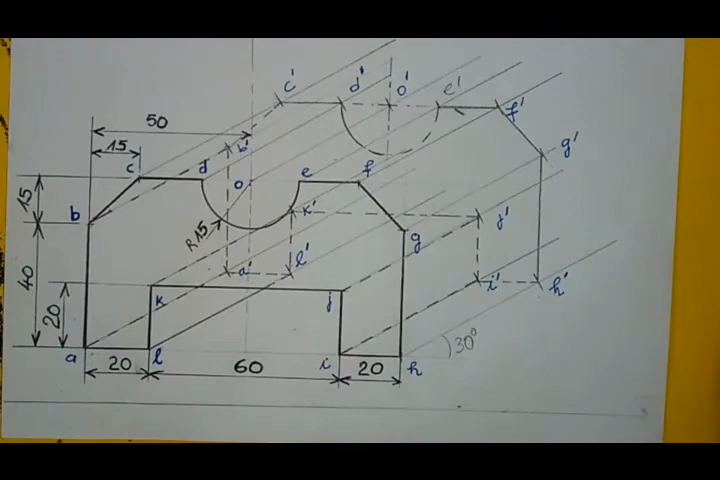 c'
d'
o'
e'
f'
50
b'
g'
15
c
d
o
e
f
15
b
R15
k'
j'
g
l'
40
a'
i'
h'
20
k
j
30°
a
20
l
60
i
20
h